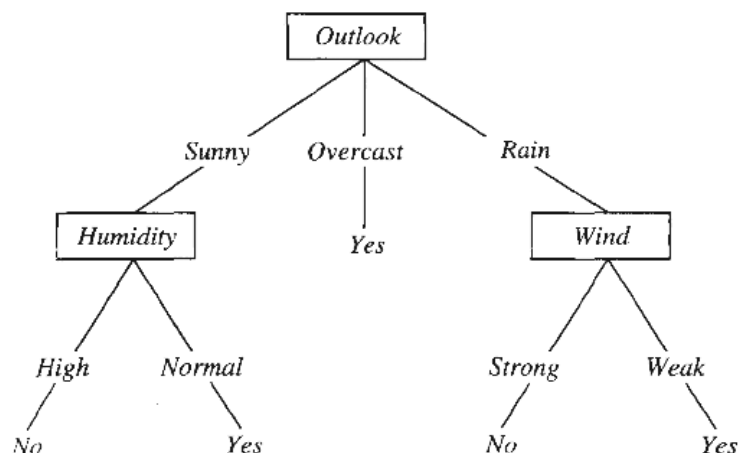 Outlook
Sunny Overcast Rain
Humidity Yes Wind
High Normal Strong Weak
No Yes No Yes